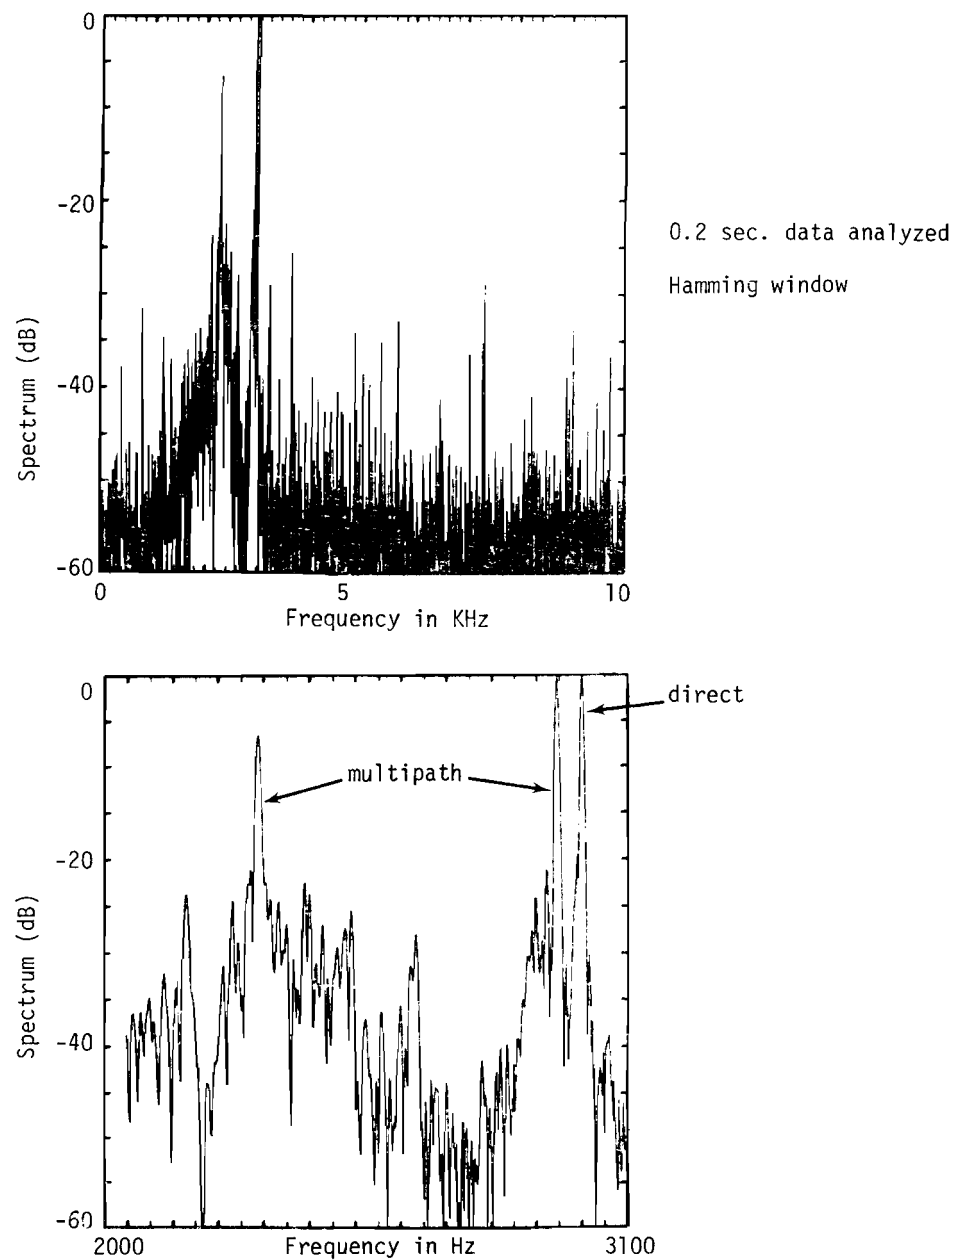 0
-20
-40
-60
Spectrum (dB)
0
5
10
Frequency in KHz
0.2 sec. data analyzed
Hamming window
0
-20
-40
-60
Spectrum (dB)
direct
multipath
2000
Frequency in Hz
3100